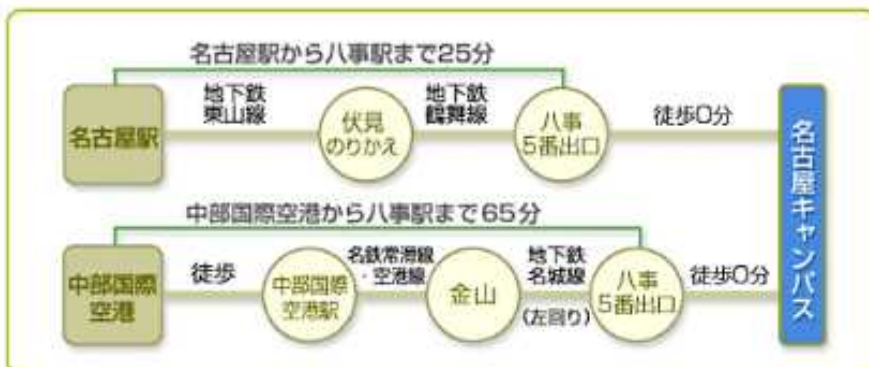 名古屋駅から八事駅まで25分
名古屋駅
地下鉄
東山線
伏見
のりかえ
地下鉄
鶴舞線
八事
5番出口
徒歩0分
中部国際空港から八事駅まで65分
中部国際
空港
徒歩
中部国際
空港駅
名鉄常滑線
・空港線
金山
地下鉄
名城線
(左回り)
八事
5番出口
徒歩0分
名古屋キャンパス